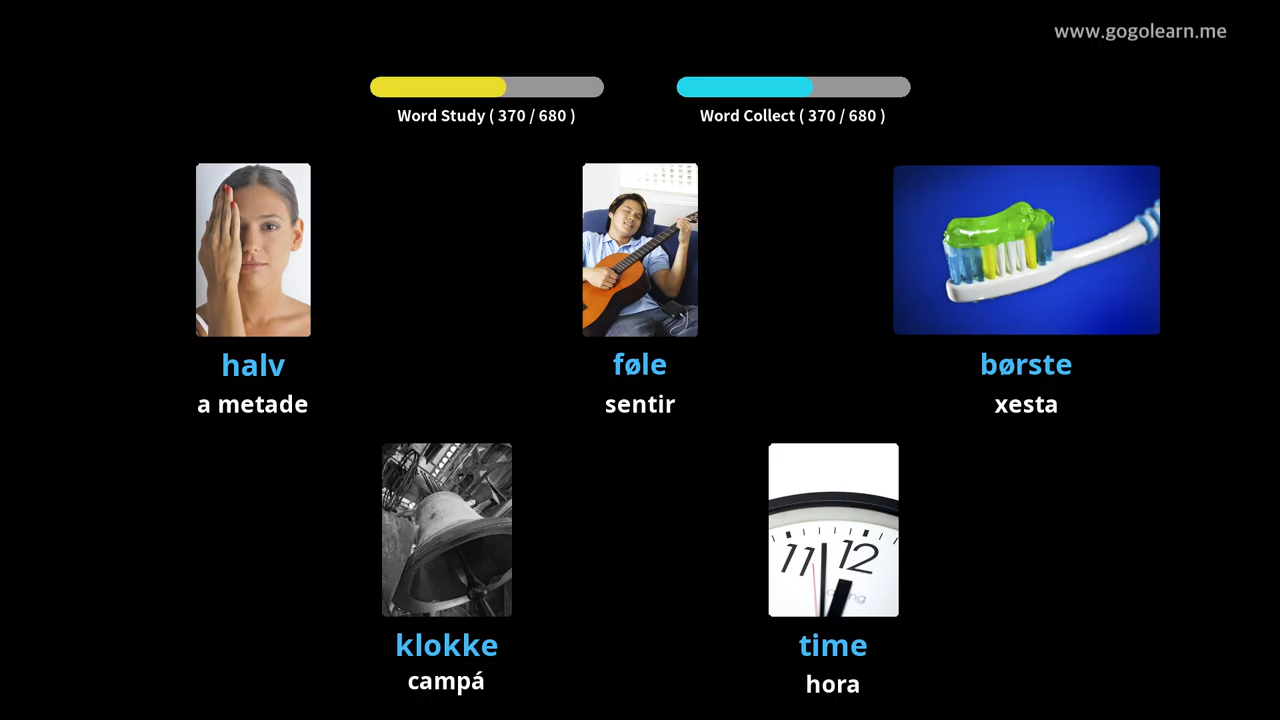 www.gogolearn.me
Word Study ( 370 / 680 )
Word Collect ( 370 / 680 )
halv
a metade
føle
sentir
børste
xesta
klokke
campá
time
hora
11 12